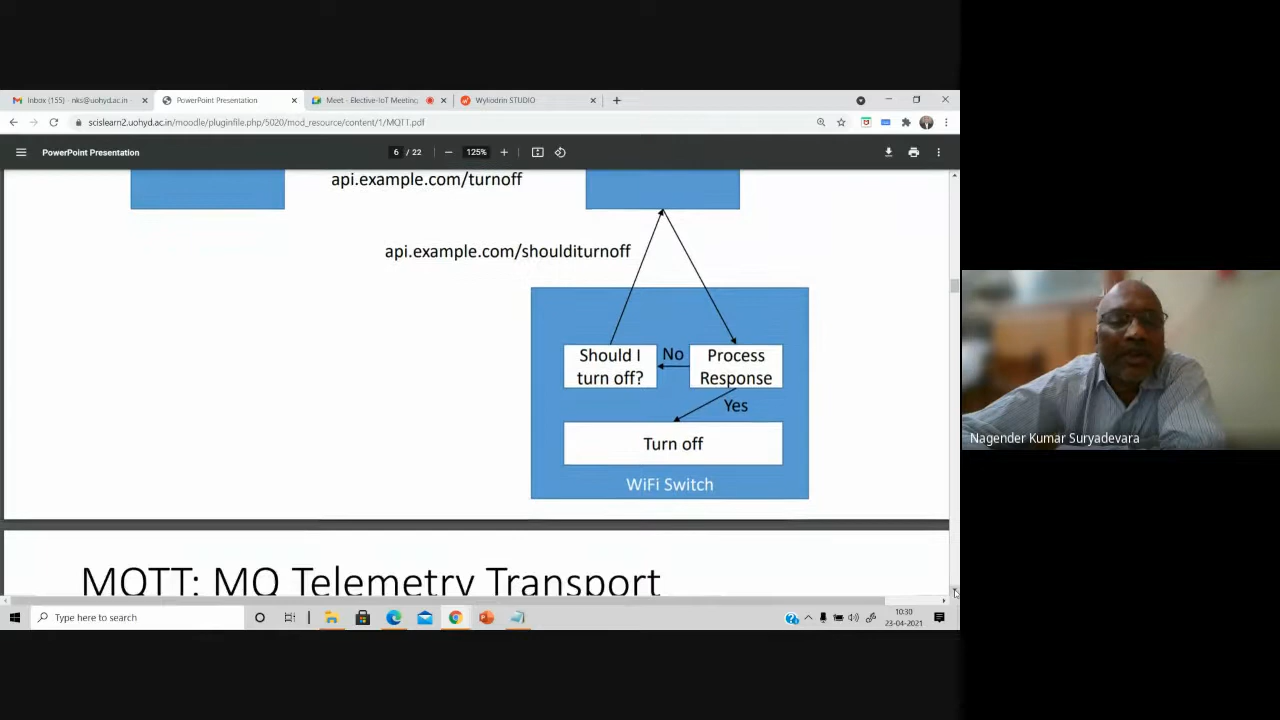 Inbox (155) - nks@uohyd.ac.in -
PowerPoint Presentation
Meet - Elective-IoT Meeting
Wyliodrin STUDIO
scislearn2.uohyd.ac.in/moodle/pluginfile.php/5020/mod_resource/content/1/MQTT.pdf
PowerPoint Presentation
6 / 22
125%
api.example.com/turnoff
api.example.com/shoulditurnoff
Should I
turn off?
No
Process
Response
Yes
Turn off
WiFi Switch
MQTT: MQ Telemetry Transport
Nagender Kumar Suryadevara
Type here to search
10:30
23-04-2021